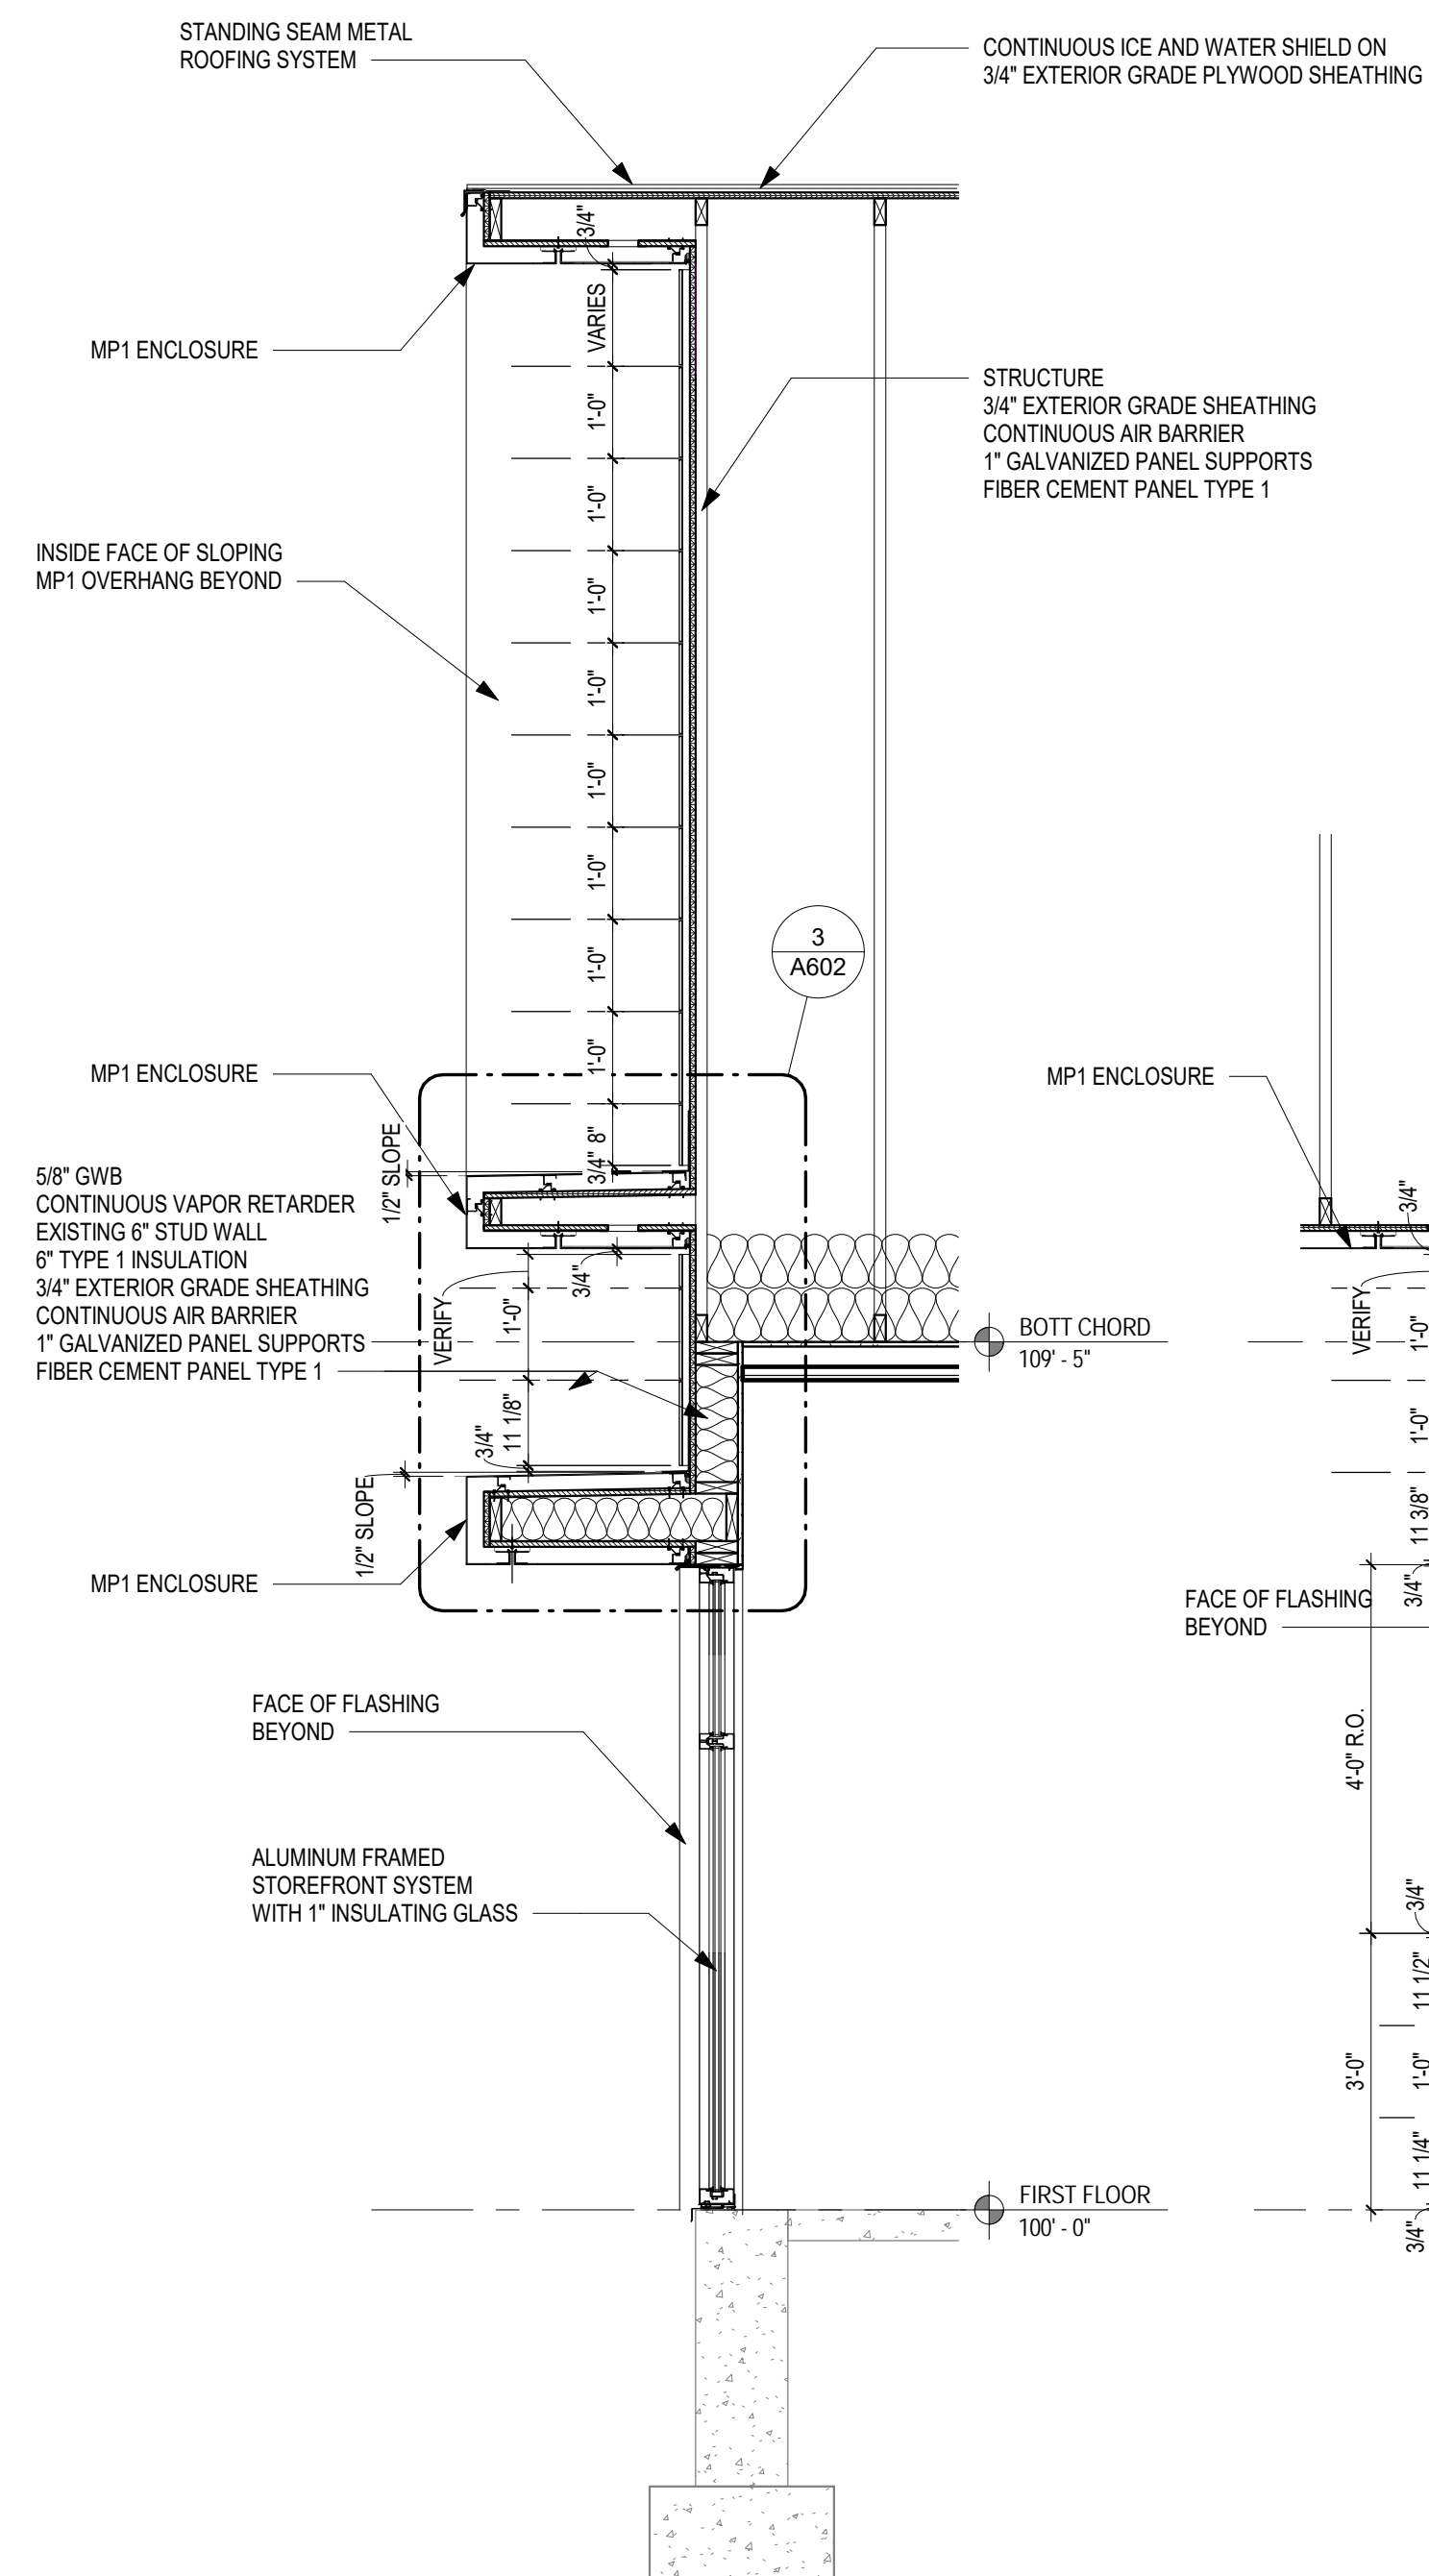 STANDING SEAM METAL
ROOFING SYSTEM
CONTINUOUS ICE AND WATER SHIELD ON
3/4" EXTERIOR GRADE PLYWOOD SHEATHING
3/4"
MP1 ENCLOSURE
VARIES
STRUCTURE
3/4" EXTERIOR GRADE SHEATHING
CONTINUOUS AIR BARRIER
1" GALVANIZED PANEL SUPPORTS
FIBER CEMENT PANEL TYPE 1
1'-0"
1'-0"
INSIDE FACE OF SLOPING
MP1 OVERHANG BEYOND
1'-0"
1'-0"
1'-0"
1'-0"
1'-0"
1'-0"
3
A602
MP1 ENCLOSURE
1/2" SLOPE
8"
3/4"
5/8" GWB
CONTINUOUS VAPOR RETARDER
EXISTING 6" STUD WALL
6" TYPE 1 INSULATION
3/4" EXTERIOR GRADE SHEATHING
CONTINUOUS AIR BARRIER
1" GALVANIZED PANEL SUPPORTS
FIBER CEMENT PANEL TYPE 1
VERIFY
1'-0"
3/4"
11 1/8"
3/4"
1/2" SLOPE
MP1 ENCLOSURE
BOTT CHORD
109' - 5"
FACE OF FLASHING
BEYOND
ALUMINUM FRAMED
STOREFRONT SYSTEM
WITH 1" INSULATING GLASS
FIRST FLOOR
100' - 0"
MP1 ENCLOSURE
3/4"
VERIFY
1'-0"
1'-0"
11 3/8"
3/4"
FACE OF FLASHING
BEYOND
4'-0" R.O.
3/4"
11 1/2"
3'-0"
1'-0"
11 1/4"
3/4"